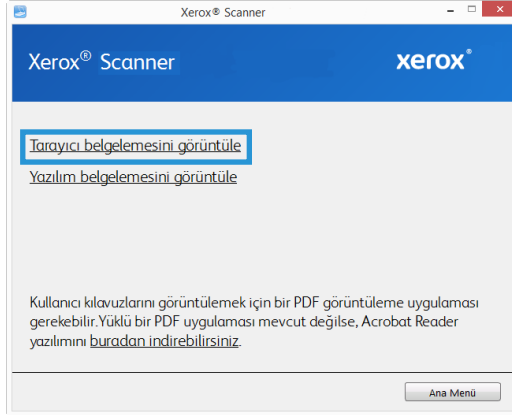 Xerox® Scanner
Xerox® Scanner
xerox®
Tarayıcı belgelemesini görüntüle
Yazılım belgelemesini görüntüle
Kullanıcı kılavuzlarını görüntülemek için bir PDF görüntüleme uygulaması
gerekebilir.Yüklü bir PDF uygulaması mevcut değilse, Acrobat Reader
yazılımını buradan indirebilirsiniz.
Ana Menü